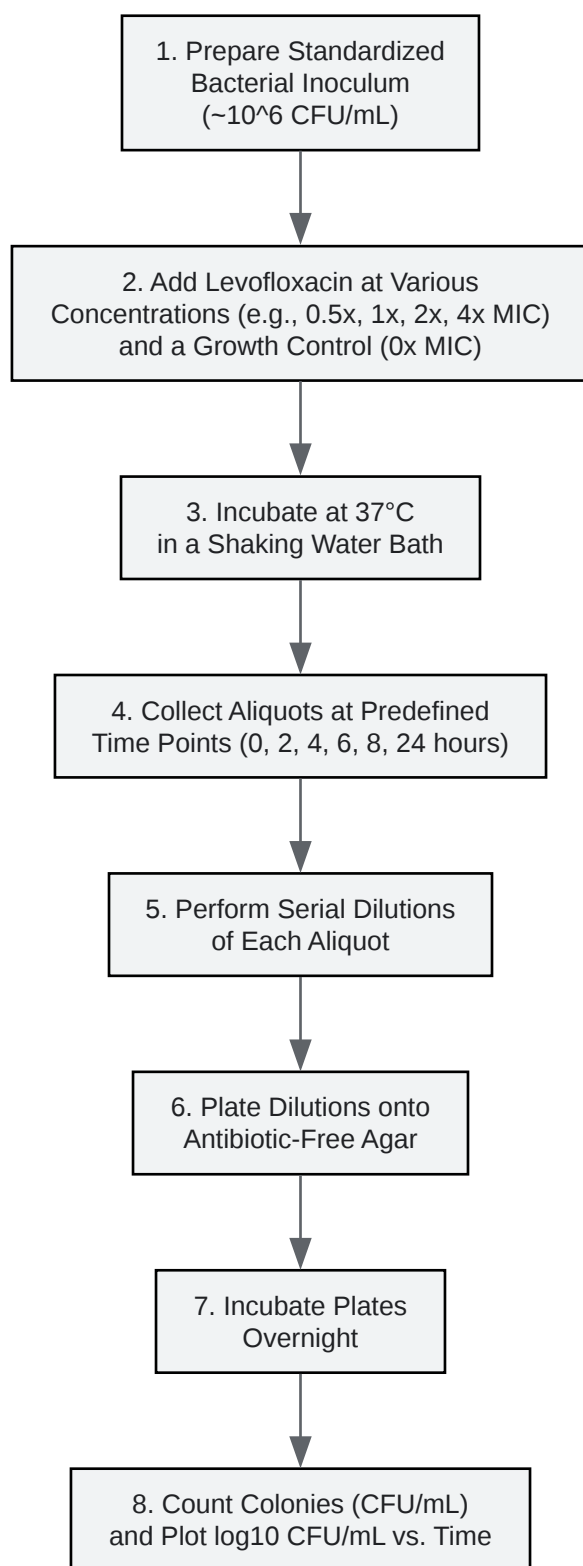 1. Prepare Standardized
Bacterial Inoculum
(~10^6 CFU/mL)
2. Add Levofloxacin at Various
Concentrations (e.g., 0.5x, 1x, 2x, 4x MIC)
and a Growth Control (0x MIC)
3. Incubate at 37°C
in a Shaking Water Bath
4. Collect Aliquots at Predefined
Time Points (0, 2, 4, 6, 8, 24 hours)
5. Perform Serial Dilutions
of Each Aliquot
6. Plate Dilutions onto
Antibiotic-Free Agar
7. Incubate Plates
Overnight
8. Count Colonies (CFU/mL)
and Plot log10 CFU/mL vs. Time